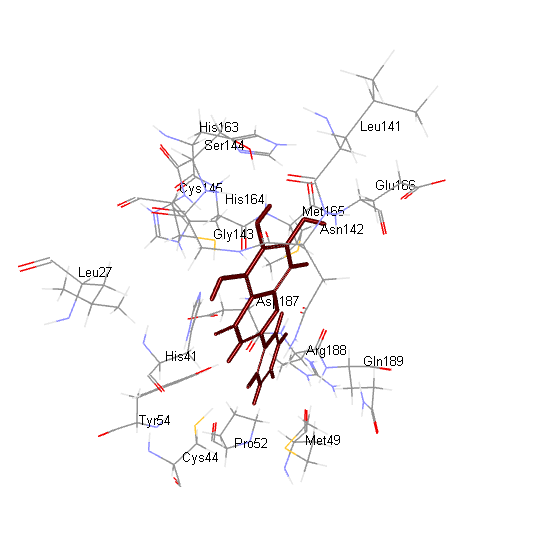 Leu141
His163
Ser144
Cys145
Glu166
His164
Met165
Asn142
Gly143
Leu27
Asp187
Arg188
His41
Gln189
Tyr54
Met49
Pro52
Cys44